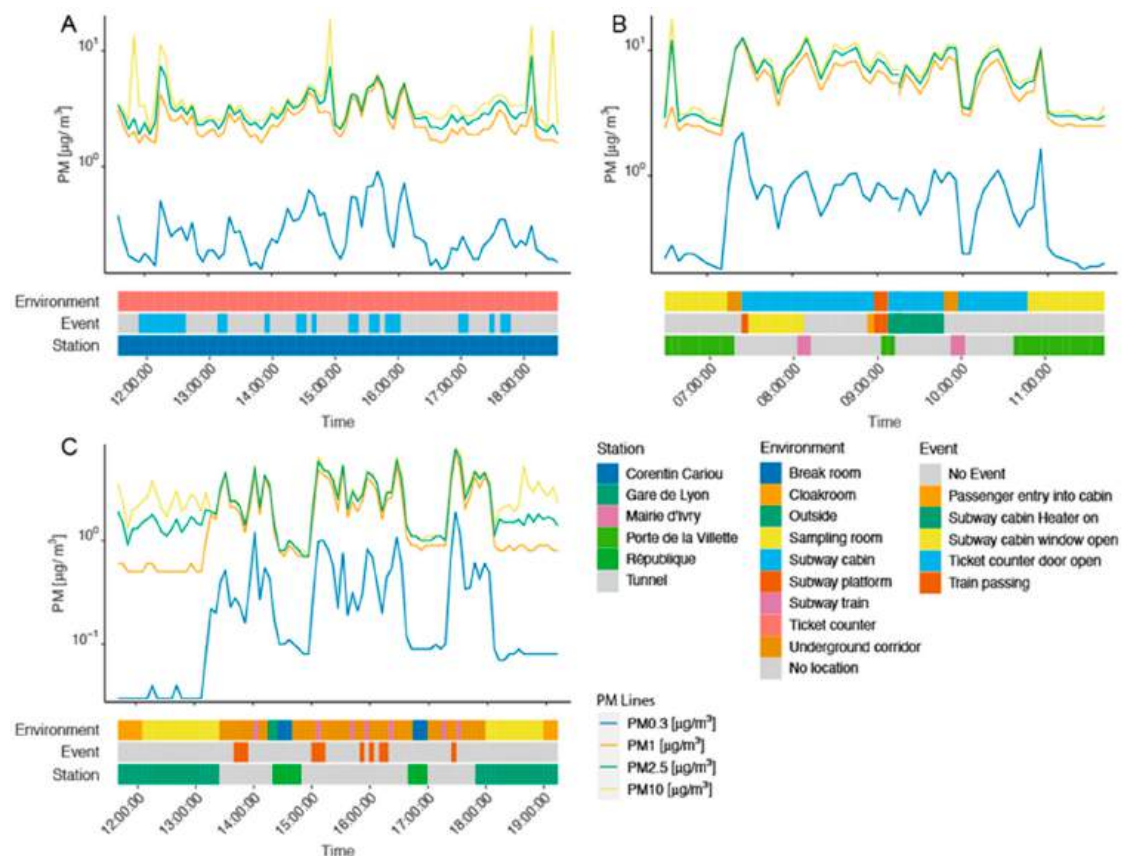 A
10¹
10⁰
PM [µg/ m³]
Environment
Event
Station
12:00:00
13:00:00
14:00:00
15:00:00
16:00:00
17:00:00
18:00:00
Time
B
10¹
10⁰
PM [µg/ m³]
07:00:00
08:00:00
09:00:00
10:00:00
11:00:00
Time
C
10⁰
10⁻¹
PM [µg/ m³]
Environment
Event
Station
12:00:00
13:00:00
14:00:00
15:00:00
16:00:00
17:00:00
18:00:00
19:00:00
Time
Station
Corentin Cariou
Gare de Lyon
Mairie d'Ivry
Porte de la Villette
République
Tunnel
Environment
Break room
Cloakroom
Outside
Sampling room
Subway cabin
Subway platform
Subway train
Ticket counter
Underground corridor
No location
Event
No Event
Passenger entry into cabin
Subway cabin Heater on
Subway cabin window open
Ticket counter door open
Train passing
PM Lines
PM0.3 [µg/m³]
PM1 [µg/m³]
PM2.5 [µg/m³]
PM10 [µg/m³]